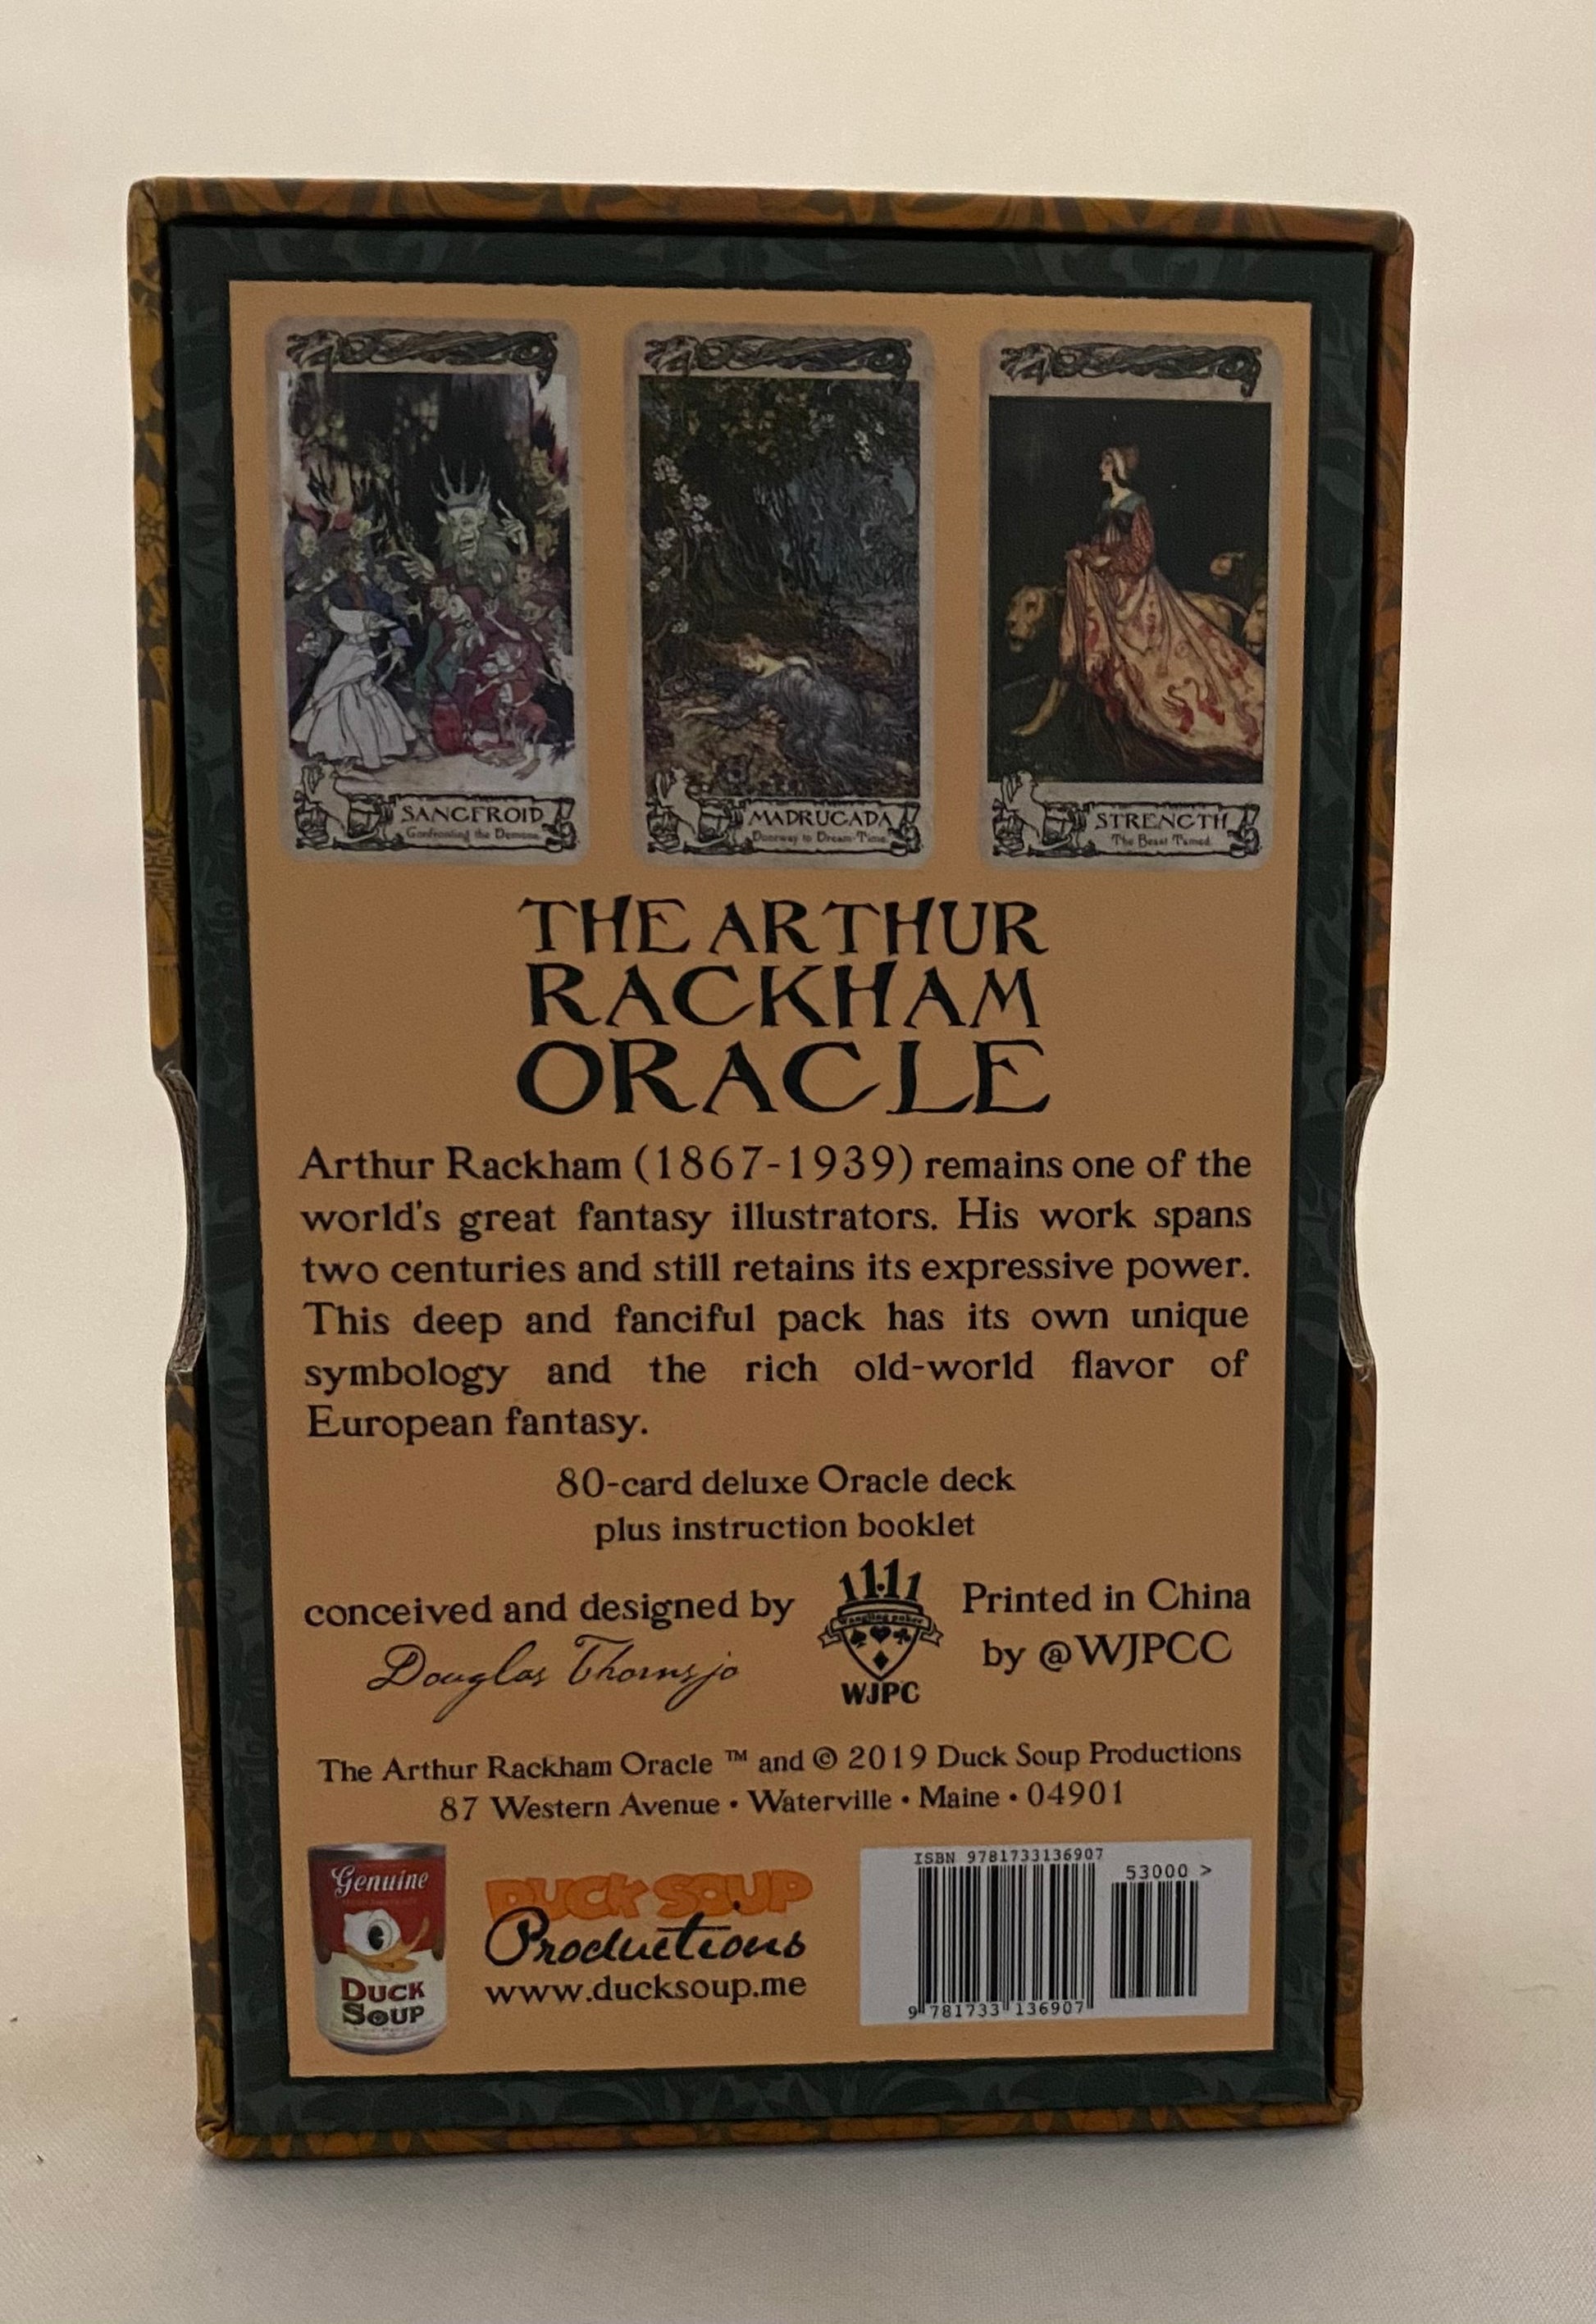 SANGFROID
Confronting the Demons
MADRUGADA
Doorway to Dream-Time
STRENGTH
The Beast Tamed
THE ARTHUR
RACKHAM
ORACLE
Arthur Rackham (1867-1939) remains one of the
world's great fantasy illustrators. His work spans
two centuries and still retains its expressive power.
This deep and fanciful pack has its own unique
symbology and the rich old-world flavor of
European fantasy.
80-card deluxe Oracle deck
plus instruction booklet
conceived and designed by
Douglas Thornsjo
11.11
Wangjing poker
WJPC
Printed in China
by @WJPCC
The Arthur Rackham Oracle ™ and © 2019 Duck Soup Productions
87 Western Avenue • Waterville • Maine • 04901
Genuine
DUCK
SOUP
DUCK SOUP
Productions
www.ducksoup.me
ISBN 9781733136907
53000 >
9 781733 136907